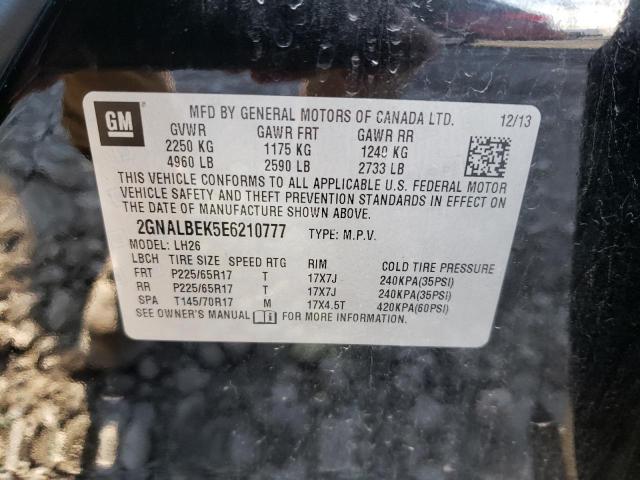 GM
MFD BY GENERAL MOTORS OF CANADA LTD. 12/13
GVWR GAWR FRT GAWR RR
2250 KG 1175 KG 1240 KG
4960 LB 2590 LB 2733 LB
THIS VEHICLE CONFORMS TO ALL APPLICABLE U.S. FEDERAL MOTOR
VEHICLE SAFETY AND THEFT PREVENTION STANDARDS IN EFFECT ON
THE DATE OF MANUFACTURE SHOWN ABOVE.
2GNALBEK5E6210777 TYPE: M.P.V.
MODEL: LH26
LBCH TIRE SIZE SPEED RTG RIM COLD TIRE PRESSURE
FRT P225/65R17 T 17X7J 240KPA(35PSI)
RR P225/65R17 T 17X7J 240KPA(35PSI)
SPA T145/70R17 M 17X4.5T 420KPA(60PSI)
SEE OWNER'S MANUAL FOR MORE INFORMATION.